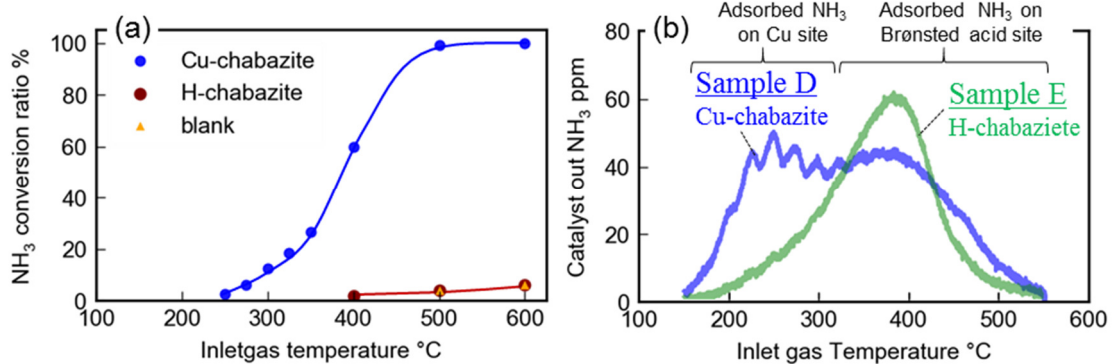 (a)
Cu-chabazite
H-chabazite
blank
NH3 conversion ratio %
100
80
60
40
20
0
100 200 300 400 500 600
Inletgas temperature °C
Adsorbed NH3
on Cu site
Adsorbed NH3 on
Brønsted acid site
(b)
Sample D
Cu-chabazite
Sample E
H-chabaziete
Catalyst out NH3 ppm
80
60
40
20
0
100 200 300 400 500 600
Inlet gas Temperature °C